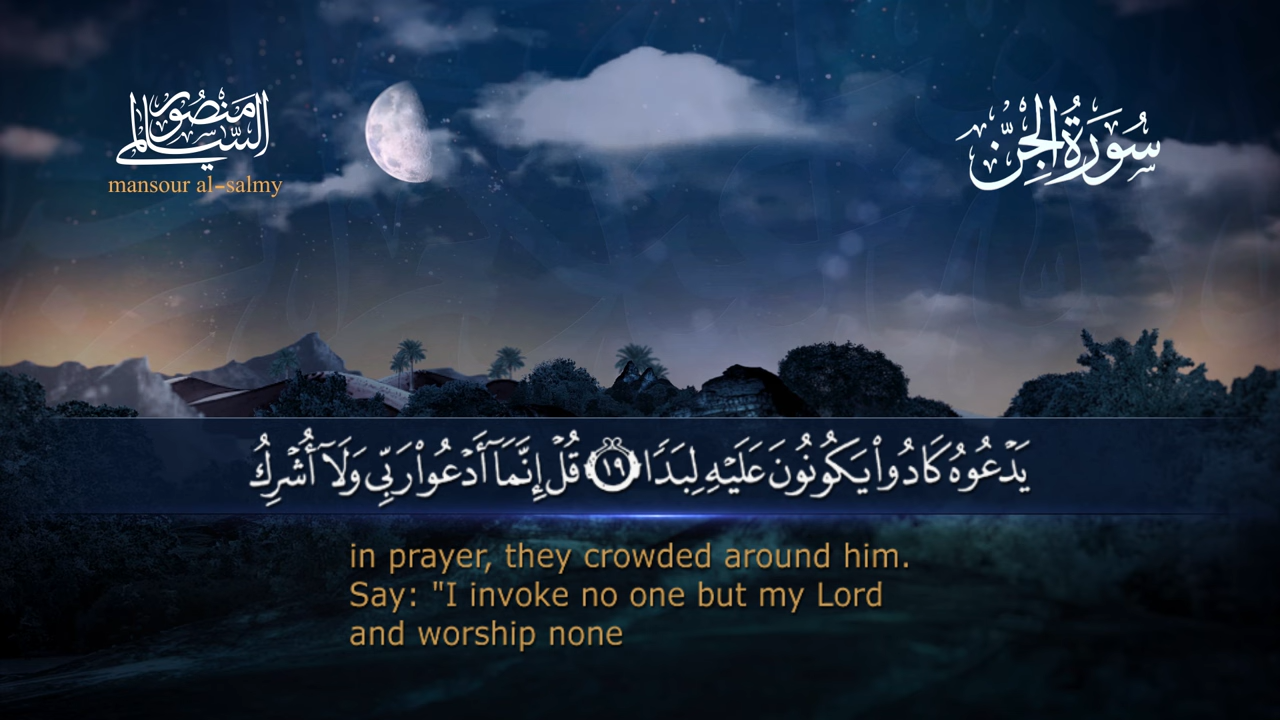 منصور السالمي
mansour al-salmy
سُورَةُ الجِنِّ
يَدْعُوهُ كَادُوا۟ يَكُونُونَ عَلَيْهِ لِبَدًا ١٩ قُلْ إِنَّمَآ أَدْعُوا۟ رَبِّى وَلَآ أُشْرِكُ
in prayer, they crowded around him.
Say: "I invoke no one but my Lord
and worship none